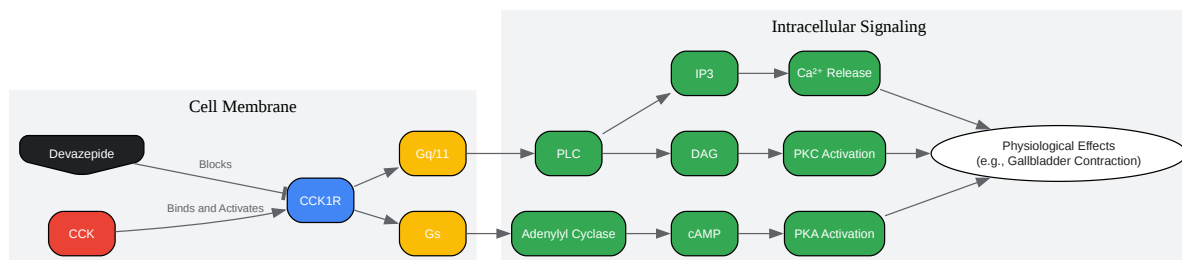 Intracellular Signaling
Cell Membrane
IP3
Ca²⁺ Release
Devazepide
Blocks
Gq/11
PLC
DAG
PKC Activation
Physiological Effects
(e.g., Gallbladder Contraction)
CCK1R
Binds and Activates
CCK
Gs
Adenylyl Cyclase
cAMP
PKA Activation